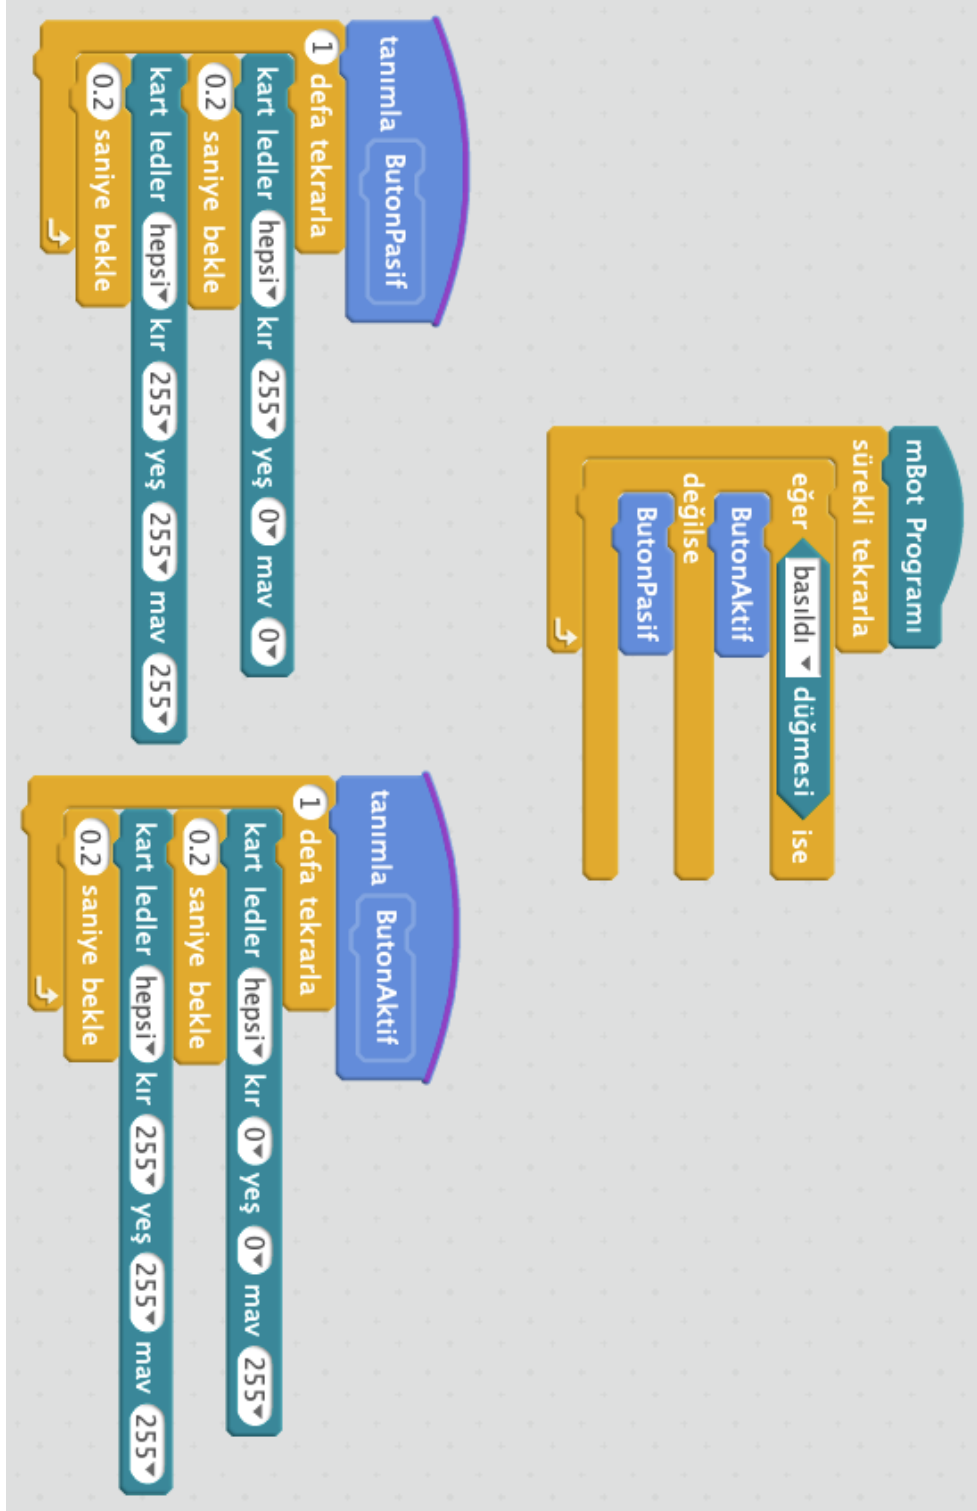 mBot Programı
sürekli tekrarla
eğer basıldı düğmesi ise
ButonAktif
değilse
ButonPasif
tanımla ButonPasif
1 defa tekrarla
kart ledler hepsi kır 255 yeş 0 mav 0
0.2 saniye bekle
kart ledler hepsi kır 255 yeş 255 mav 255
0.2 saniye bekle
tanımla ButonAktif
1 defa tekrarla
kart ledler hepsi kır 0 yeş 0 mav 255
0.2 saniye bekle
kart ledler hepsi kır 255 yeş 255 mav 255
0.2 saniye bekle